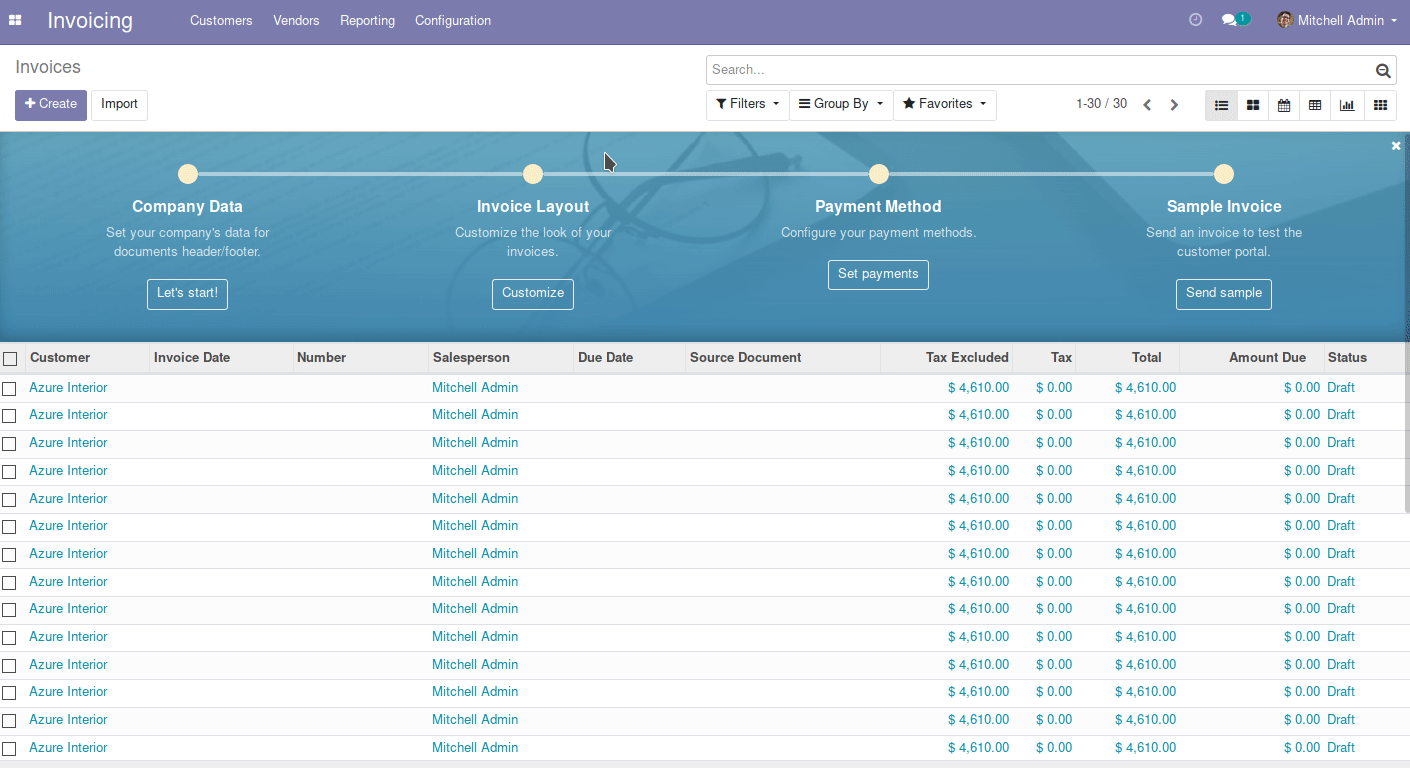 Invoicing Customers Vendors Reporting Configuration 1 Mitchell Admin
Invoices
Search...
Create Import Filters Group By Favorites 1-30 / 30
Company Data Invoice Layout Payment Method Sample Invoice
Set your company's data for Customize the look of your Configure your payment methods. Send an invoice to test the
documents header/footer. invoices. customer portal.
Set payments
Let's start! Customize Send sample
Customer Invoice Date Number Salesperson Due Date Source Document Tax Excluded Tax Total Amount Due Status
Azure Interior Mitchell Admin $ 4,610.00 $ 0.00 $ 4,610.00 $ 0.00 Draft
Azure Interior Mitchell Admin $ 4,610.00 $ 0.00 $ 4,610.00 $ 0.00 Draft
Azure Interior Mitchell Admin $ 4,610.00 $ 0.00 $ 4,610.00 $ 0.00 Draft
Azure Interior Mitchell Admin $ 4,610.00 $ 0.00 $ 4,610.00 $ 0.00 Draft
Azure Interior Mitchell Admin $ 4,610.00 $ 0.00 $ 4,610.00 $ 0.00 Draft
Azure Interior Mitchell Admin $ 4,610.00 $ 0.00 $ 4,610.00 $ 0.00 Draft
Azure Interior Mitchell Admin $ 4,610.00 $ 0.00 $ 4,610.00 $ 0.00 Draft
Azure Interior Mitchell Admin $ 4,610.00 $ 0.00 $ 4,610.00 $ 0.00 Draft
Azure Interior Mitchell Admin $ 4,610.00 $ 0.00 $ 4,610.00 $ 0.00 Draft
Azure Interior Mitchell Admin $ 4,610.00 $ 0.00 $ 4,610.00 $ 0.00 Draft
Azure Interior Mitchell Admin $ 4,610.00 $ 0.00 $ 4,610.00 $ 0.00 Draft
Azure Interior Mitchell Admin $ 4,610.00 $ 0.00 $ 4,610.00 $ 0.00 Draft
Azure Interior Mitchell Admin $ 4,610.00 $ 0.00 $ 4,610.00 $ 0.00 Draft
Azure Interior Mitchell Admin $ 4,610.00 $ 0.00 $ 4,610.00 $ 0.00 Draft